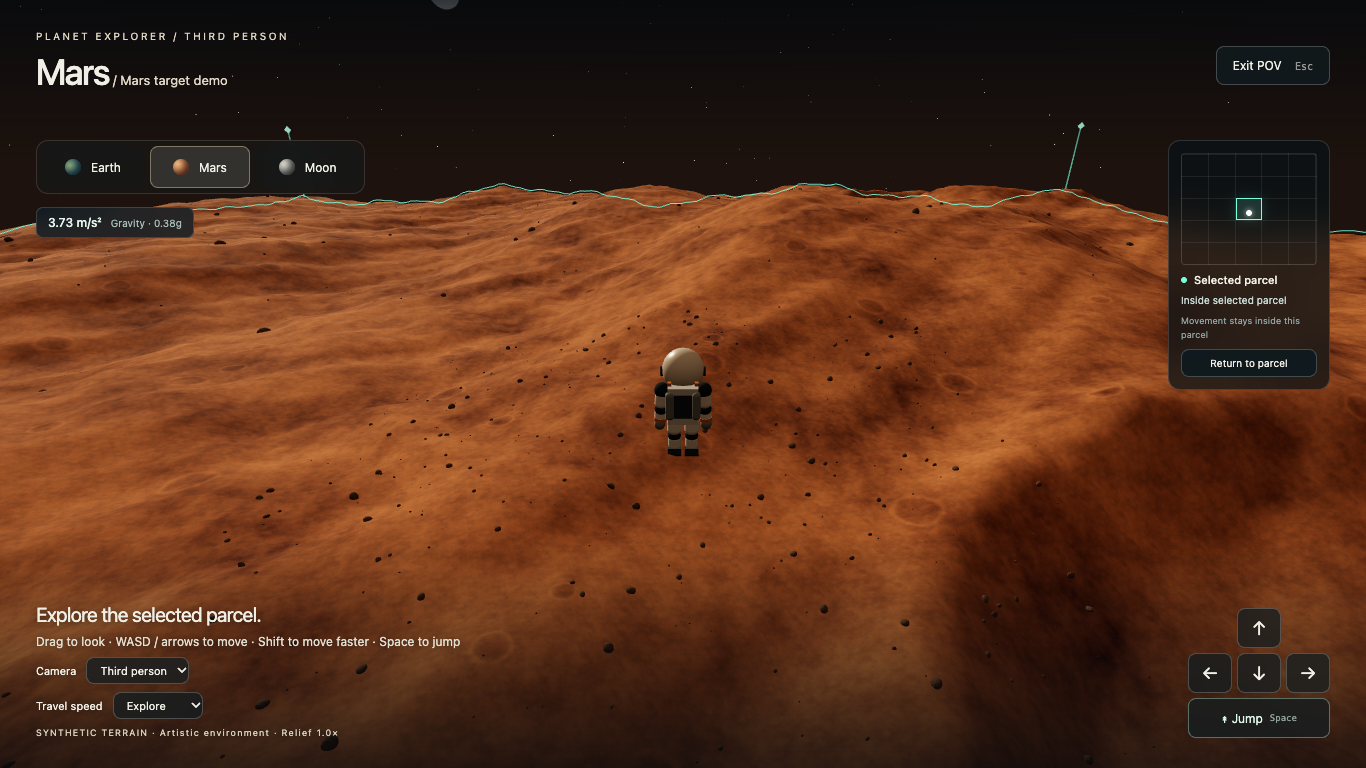 PLANET EXPLORER / THIRD PERSON
Mars / Mars target demo
Exit POV Esc
Earth Mars Moon
3.73 m/s² Gravity · 0.38g
Selected parcel
Inside selected parcel
Movement stays inside this
parcel
Return to parcel
Explore the selected parcel.
Drag to look · WASD / arrows to move · Shift to move faster · Space to jump
Camera Third person
Travel speed Explore
SYNTHETIC TERRAIN · Artistic environment · Relief 1.0x
↑
← ↓ →
Jump Space